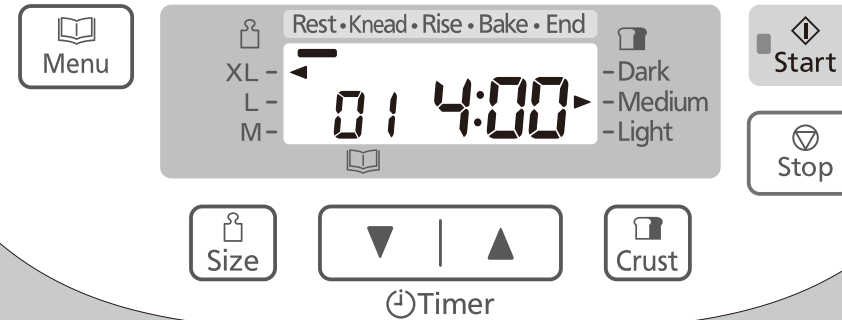 Menu
Rest • Knead • Rise • Bake • End
XL
L
M
01 4:00
Dark
Medium
Light
Start
Stop
Size
Crust
Timer